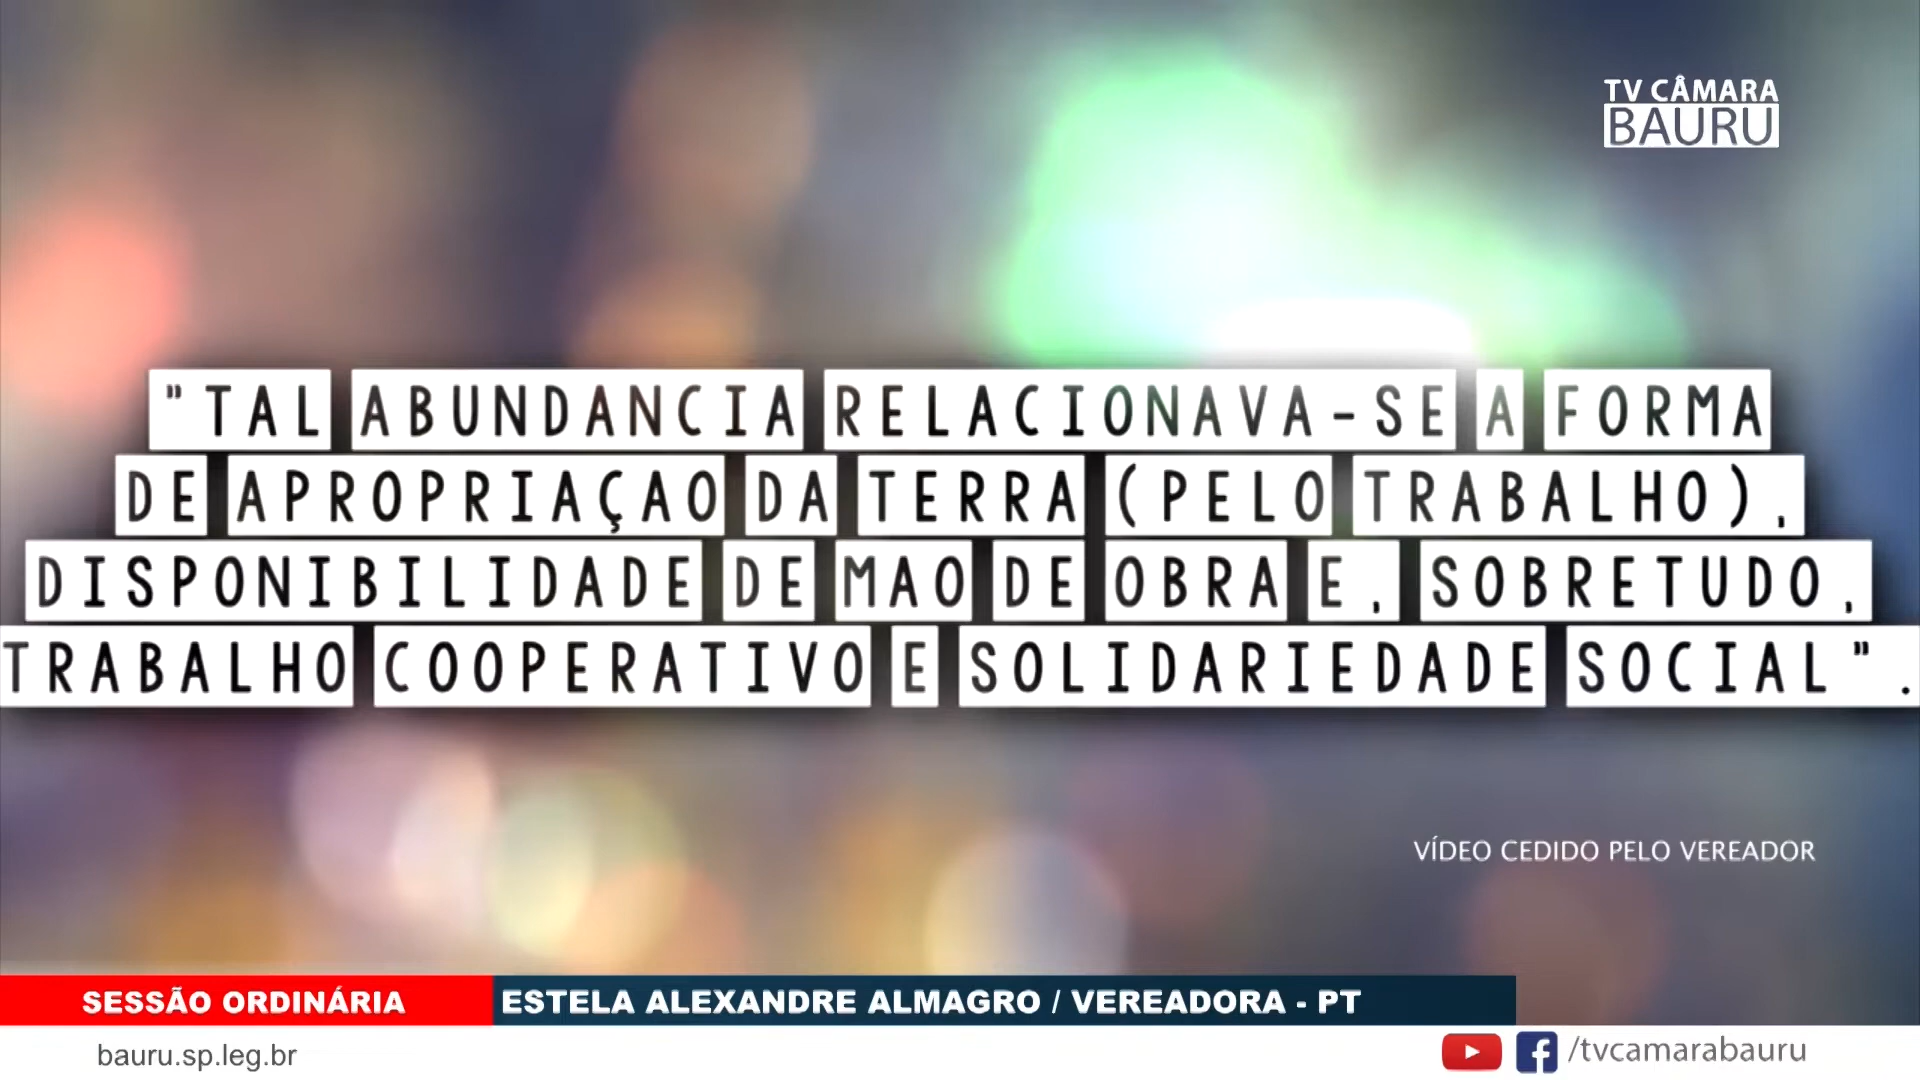 TV CÂMARA
BAURU
"TAL ABUNDANCIA RELACIONAVA-SE A FORMA
DE APROPRIAÇAO DA TERRA (PELO TRABALHO),
DISPONIBILIDADE DE MAO DE OBRA E, SOBRETUDO,
TRABALHO COOPERATIVO E SOLIDARIEDADE SOCIAL".
VÍDEO CEDIDO PELO VEREADOR
SESSÃO ORDINÁRIA
ESTELA ALEXANDRE ALMAGRO / VEREADORA - PT
bauru.sp.leg.br
/tvcamarabauru